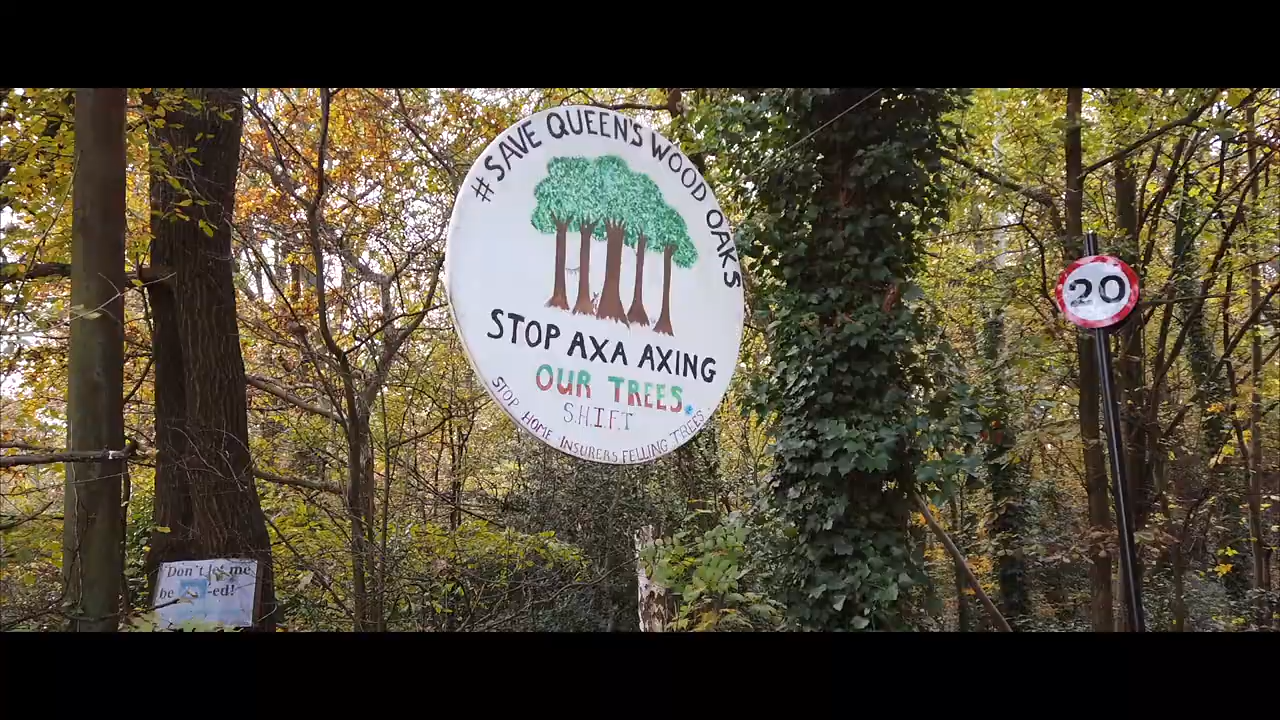 #SAVE QUEEN'S WOOD OAKS
STOP AXA AXING
OUR TREES.
S.H.I.F.T
STOP HOME INSURERS FELLING TREES
20
Don't let me
be -ed!